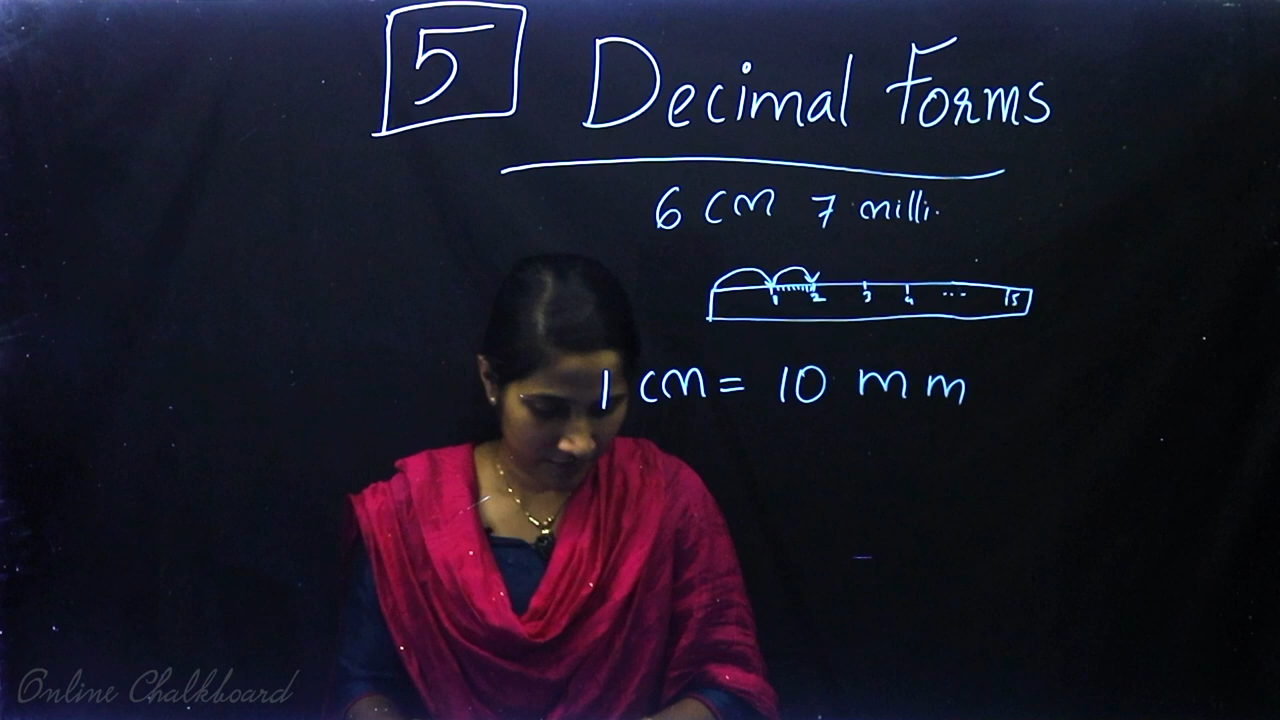 5 Decimal Forms
6 cm 7 milli.
1 2 3 4 ... 15
1 cm = 10 mm
Online Chalkboard